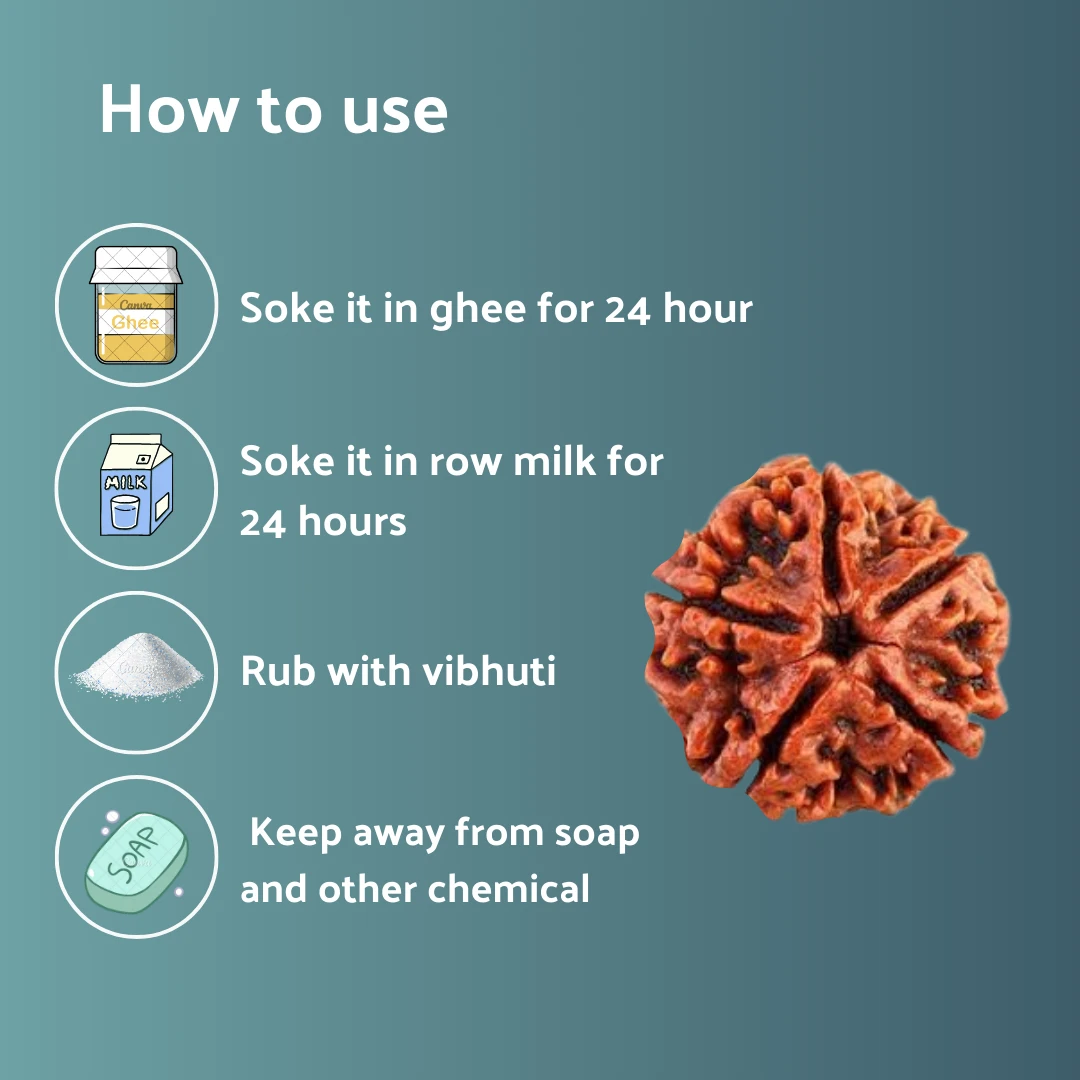 How to use
Canva
Ghee
Soke it in ghee for 24 hour
MILK
Soke it in row milk for
24 hours
Rub with vibhuti
SOAP
Keep away from soap
and other chemical